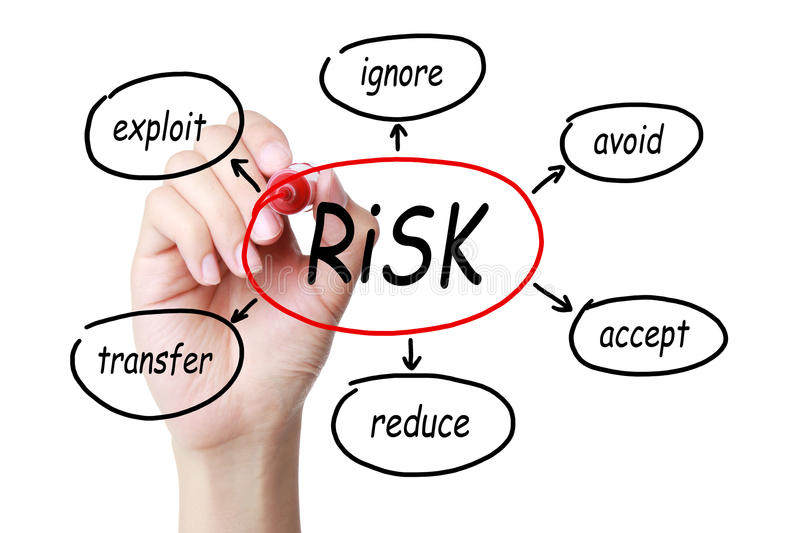 ignore
exploit
avoid
RiSK
transfer
accept
reduce